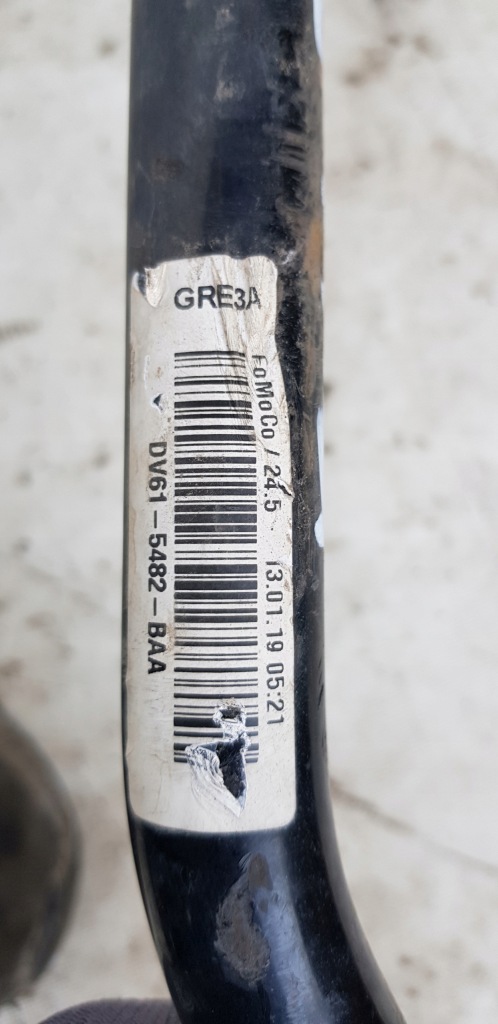 GRE3A
FoMoCo / 24.5 13.01.19 05:21
DV61-5482-BAA